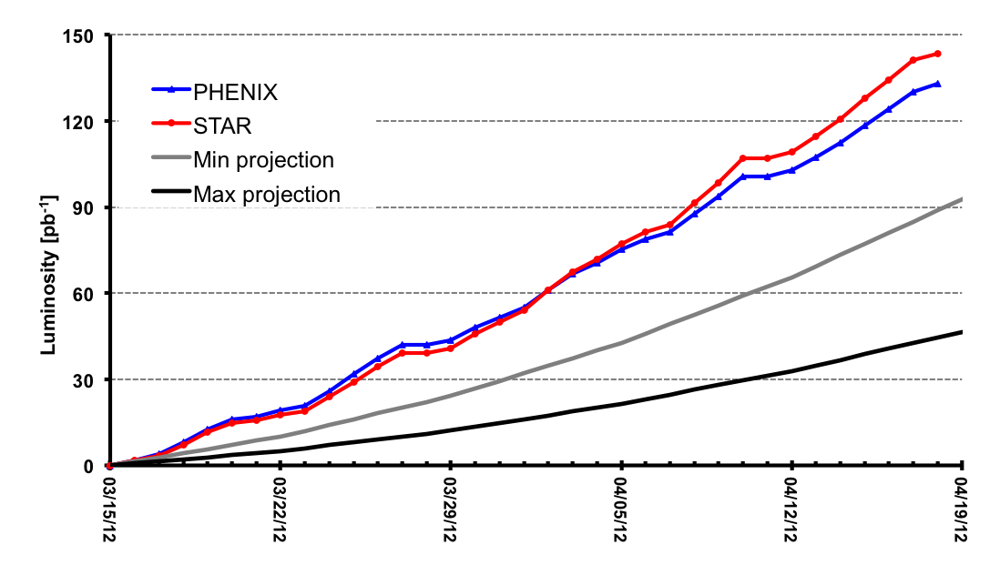 150
120
90
60
30
0
Luminosity [pb-1]
PHENIX
STAR
Min projection
Max projection
03/15/12
03/22/12
03/29/12
04/05/12
04/12/12
04/19/12